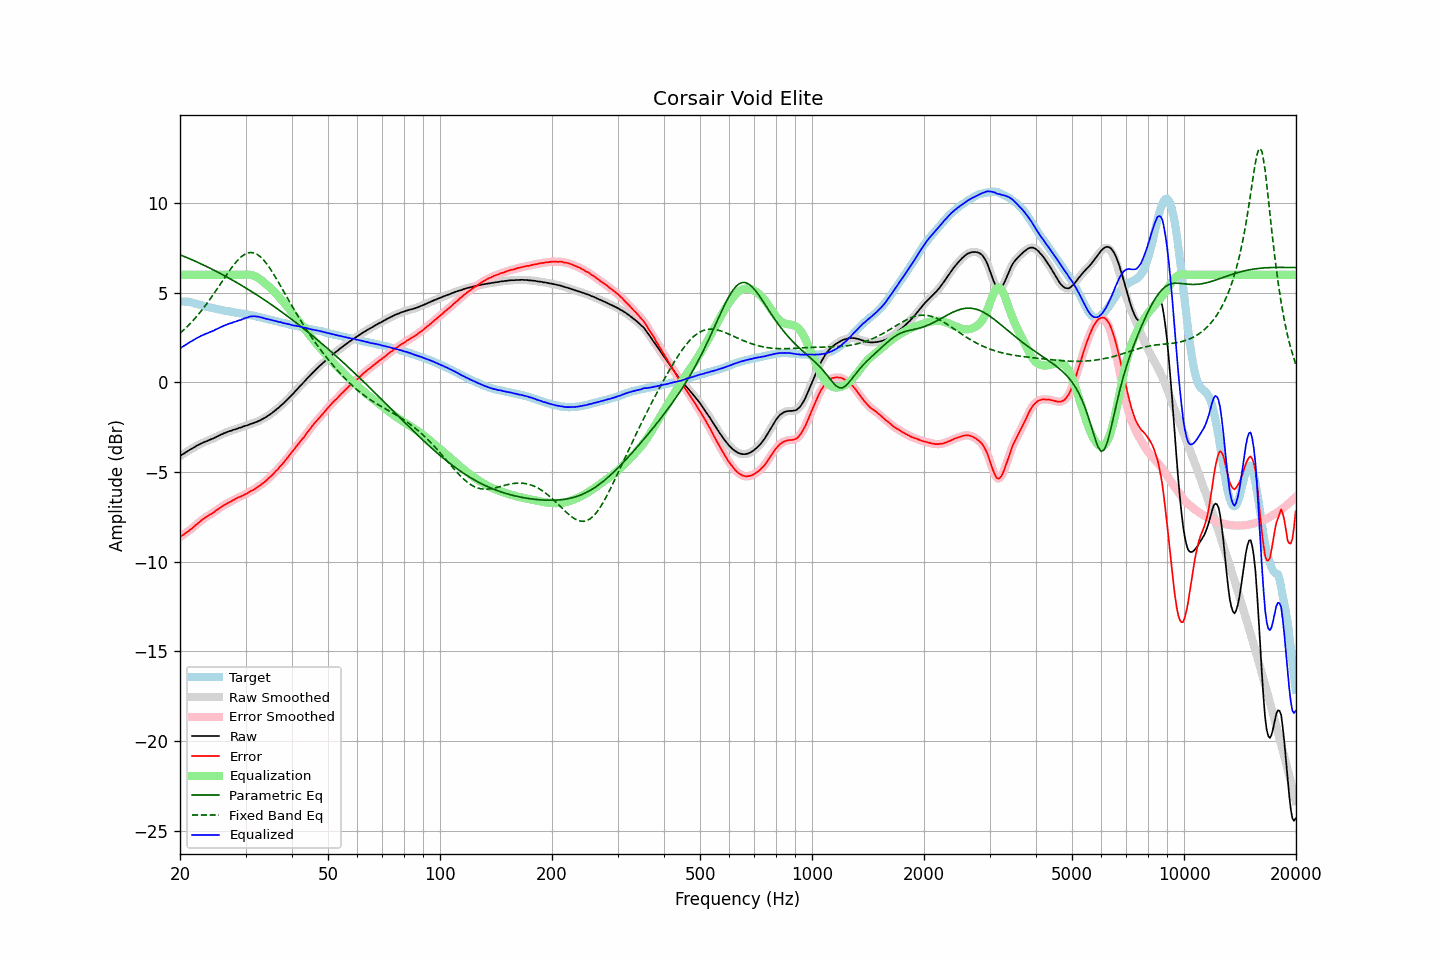 Corsair Void Elite
Amplitude (dBr)
10
5
0
−5
−10
−15
−20
−25
Target
Raw Smoothed
Error Smoothed
Raw
Error
Equalization
Parametric Eq
Fixed Band Eq
Equalized
20 50 100 200 500 1000 2000 5000 10000 20000
Frequency (Hz)